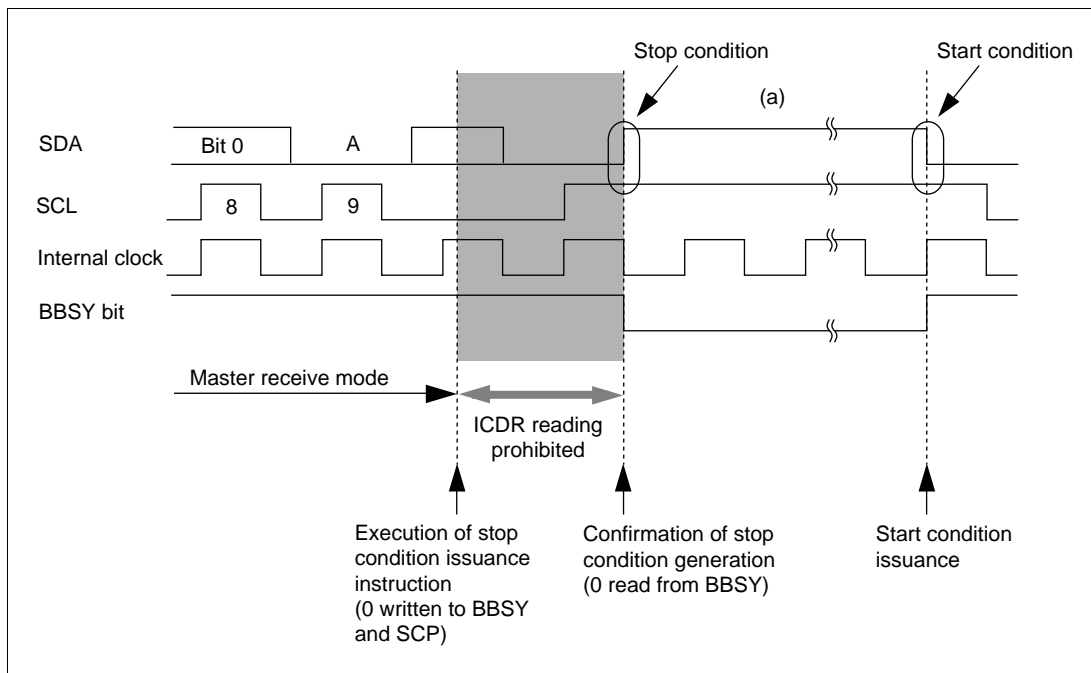 Stop condition
Start condition
(a)
SDA
Bit 0
A
SCL
8
9
Internal clock
BBSY bit
Master receive mode
ICDR reading
prohibited
Execution of stop
condition issuance
instruction
(0 written to BBSY
and SCP)
Confirmation of stop
condition generation
(0 read from BBSY)
Start condition
issuance